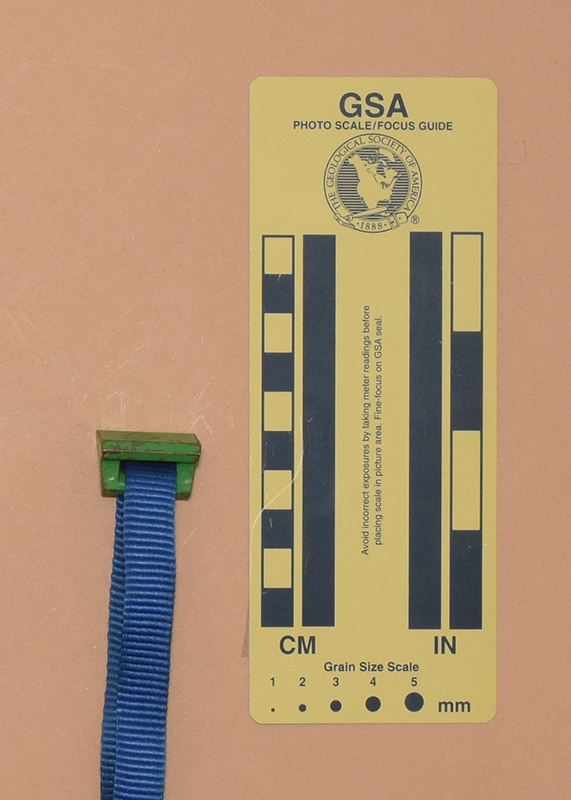 GSA
PHOTO SCALE/FOCUS GUIDE
THE GEOLOGICAL SOCIETY OF AMERICA
·1888·
®
Avoid incorrect exposures by taking meter readings before
placing scale in picture area. Fine-focus on GSA seal.
CM IN
Grain Size Scale
1 2 3 4 5
mm